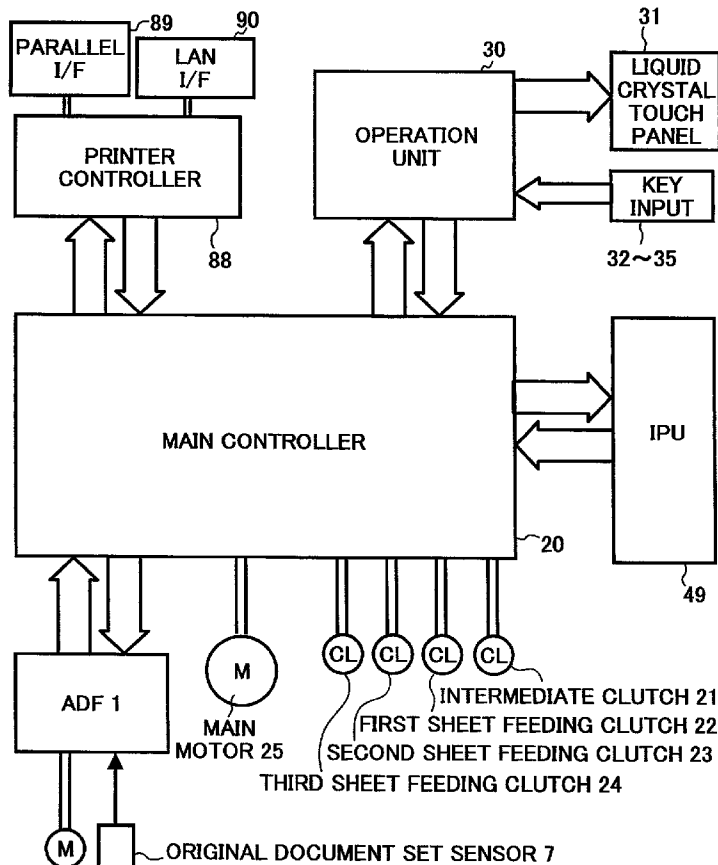 89
90
31
PARALLEL
I/F
LAN
I/F
30
LIQUID
CRYSTAL
TOUCH
PANEL
PRINTER
CONTROLLER
OPERATION
UNIT
KEY
INPUT
88
32～35
MAIN CONTROLLER
IPU
20
49
CL
CL
CL
CL
M
ADF 1
MAIN
MOTOR 25
INTERMEDIATE CLUTCH 21
FIRST SHEET FEEDING CLUTCH 22
SECOND SHEET FEEDING CLUTCH 23
THIRD SHEET FEEDING CLUTCH 24
M
ORIGINAL DOCUMENT SET SENSOR 7